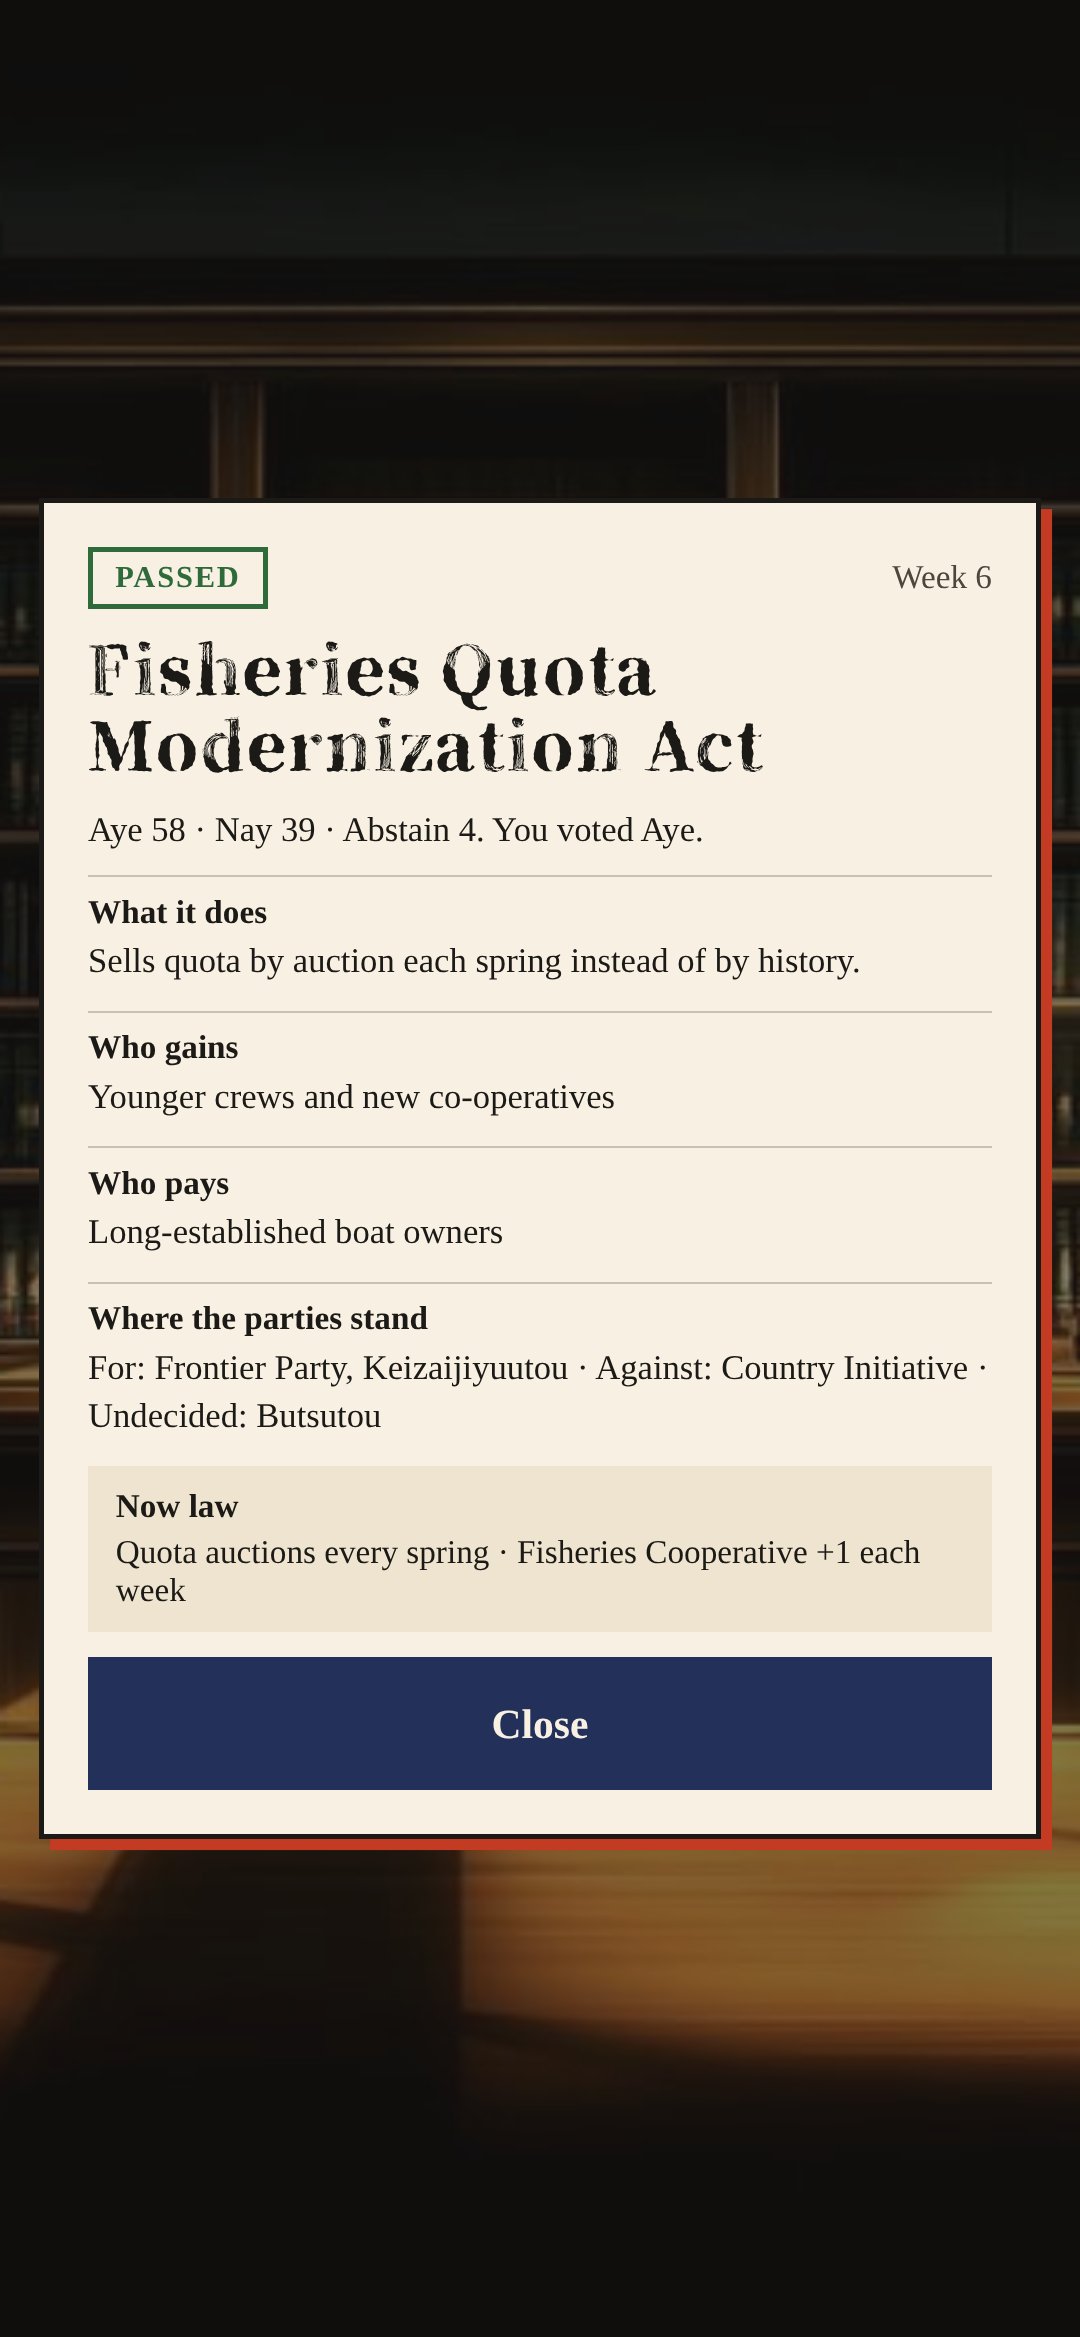 PASSED
Week 6
Fisheries Quota
Modernization Act
Aye 58 · Nay 39 · Abstain 4. You voted Aye.
What it does
Sells quota by auction each spring instead of by history.
Who gains
Younger crews and new co-operatives
Who pays
Long-established boat owners
Where the parties stand
For: Frontier Party, Keizaijiyuutou · Against: Country Initiative ·
Undecided: Butsutou
Now law
Quota auctions every spring · Fisheries Cooperative +1 each
week
Close